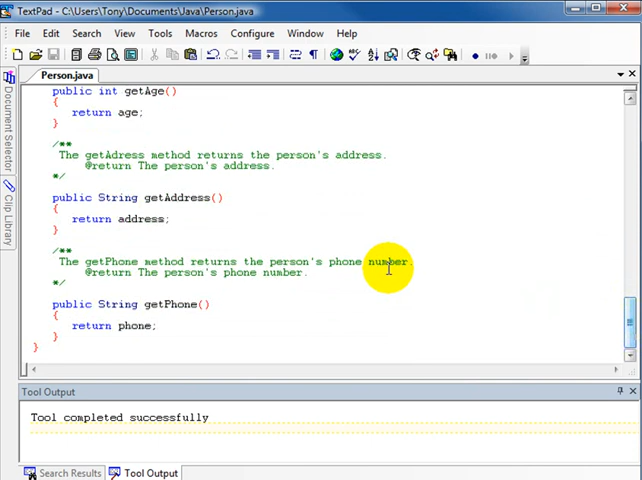 TextPad - C:\Users\Tony\Documents\Java\Person.java
File Edit Search View Tools Macros Configure Window Help
Person.java
Document Selector
Clip Library
public int getAge()
{
return age;
}
/**
The getAdress method returns the person's address.
@return The person's address.
*/
public String getAddress()
{
return address;
}
/**
The getPhone method returns the person's phone number.
@return The person's phone number.
*/
public String getPhone()
{
return phone;
}
}
Tool Output
Tool completed successfully
Search Results Tool Output